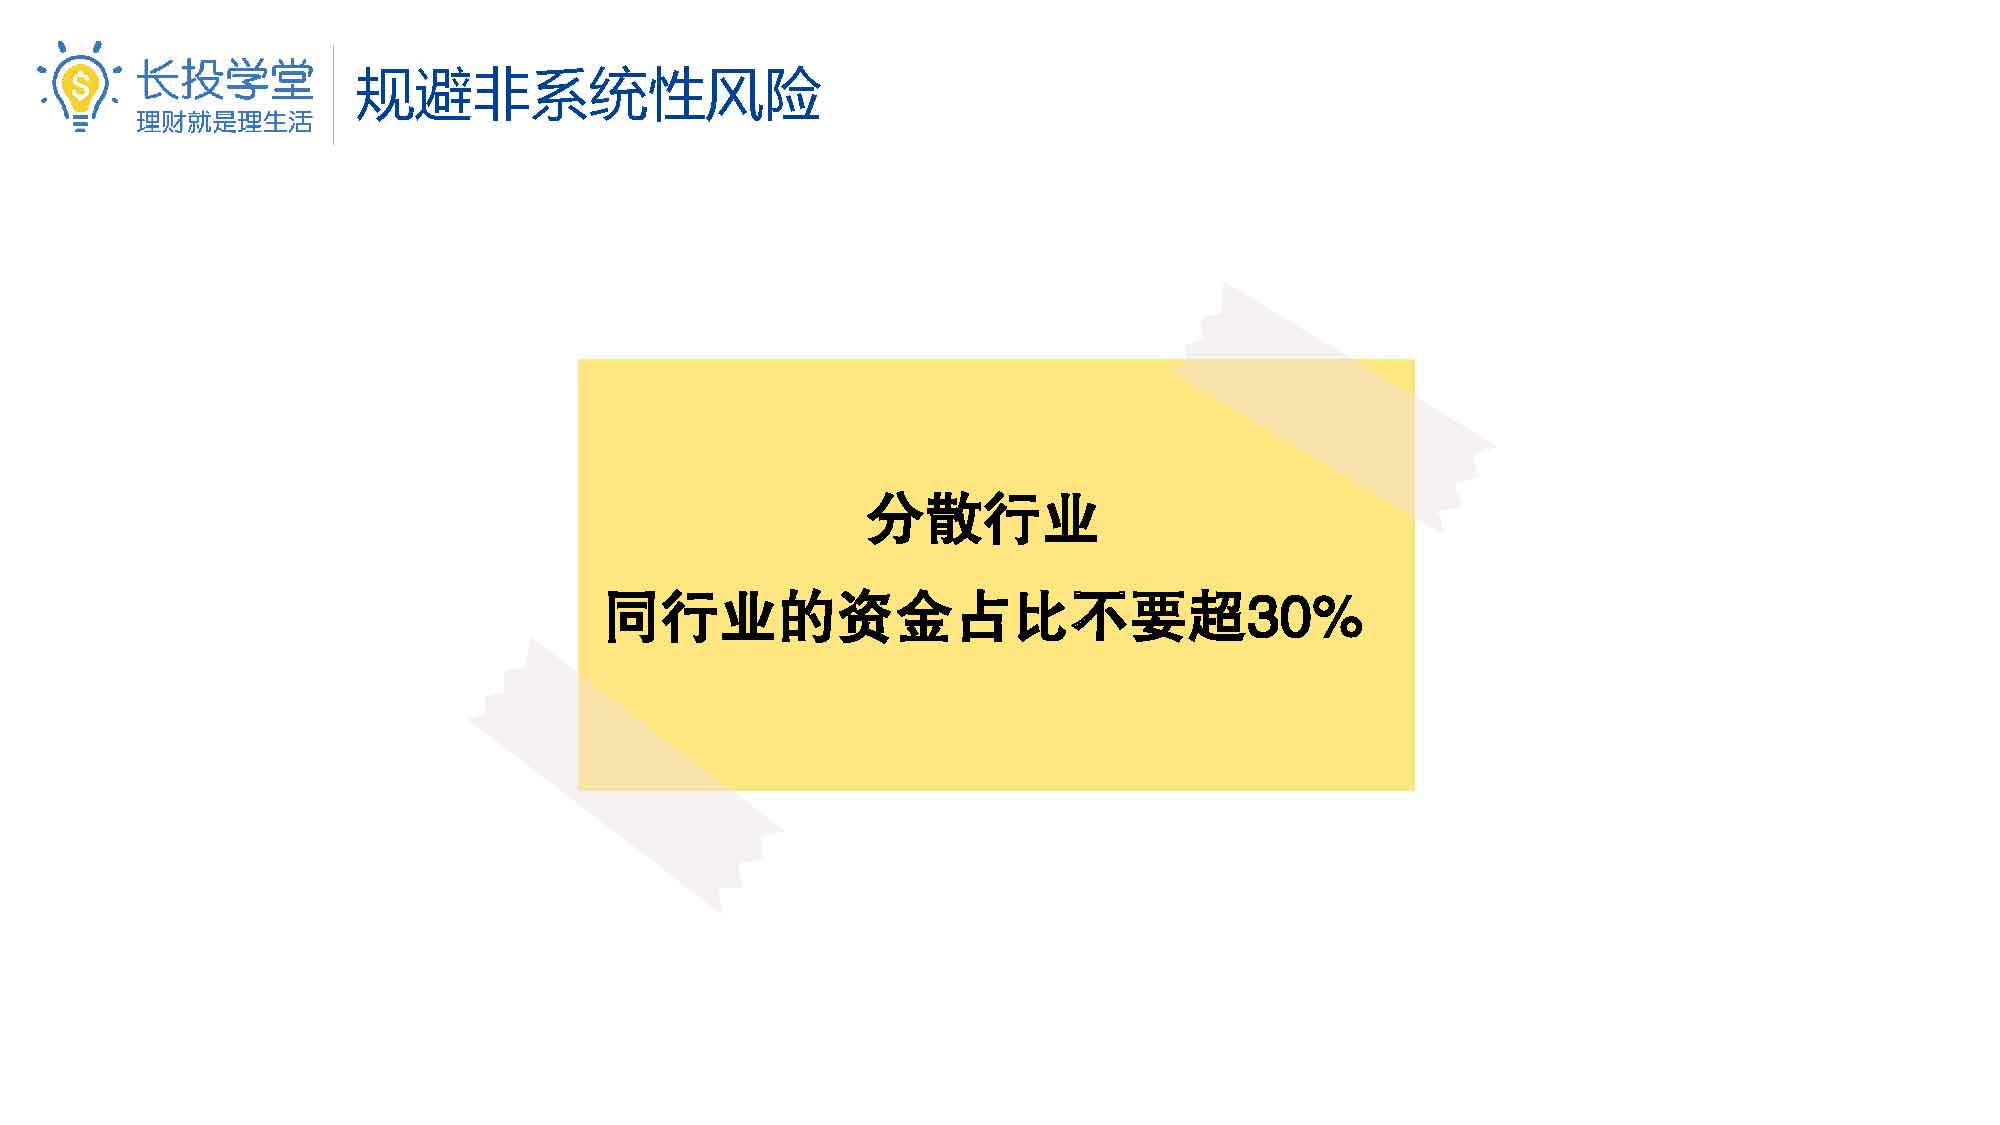 长投学堂
理财就是理生活
规避非系统性风险
分散行业
同行业的资金占比不要超30%